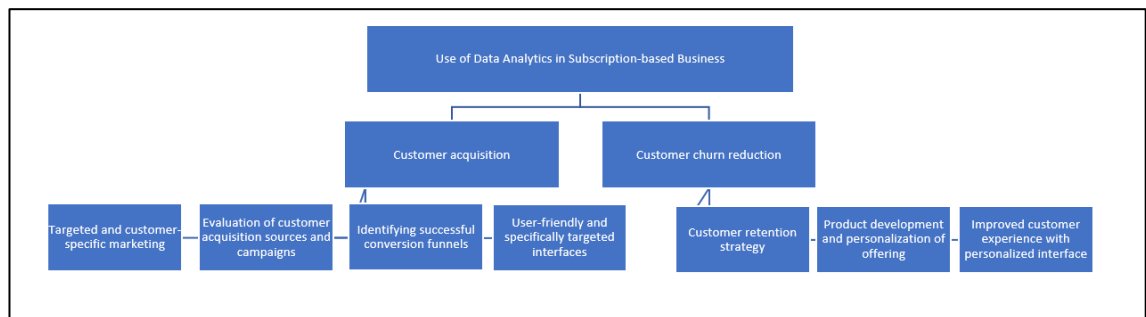 Use of Data Analytics in Subscription-based Business
Customer acquisition
Customer churn reduction
Targeted and customer-
specific marketing
Evaluation of customer
acquisition sources and
campaigns
Identifying successful
conversion funnels
User-friendly and
specifically targeted
interfaces
Customer retention
strategy
Product development
and personalization of
offering
Improved customer
experience with
personalized interface